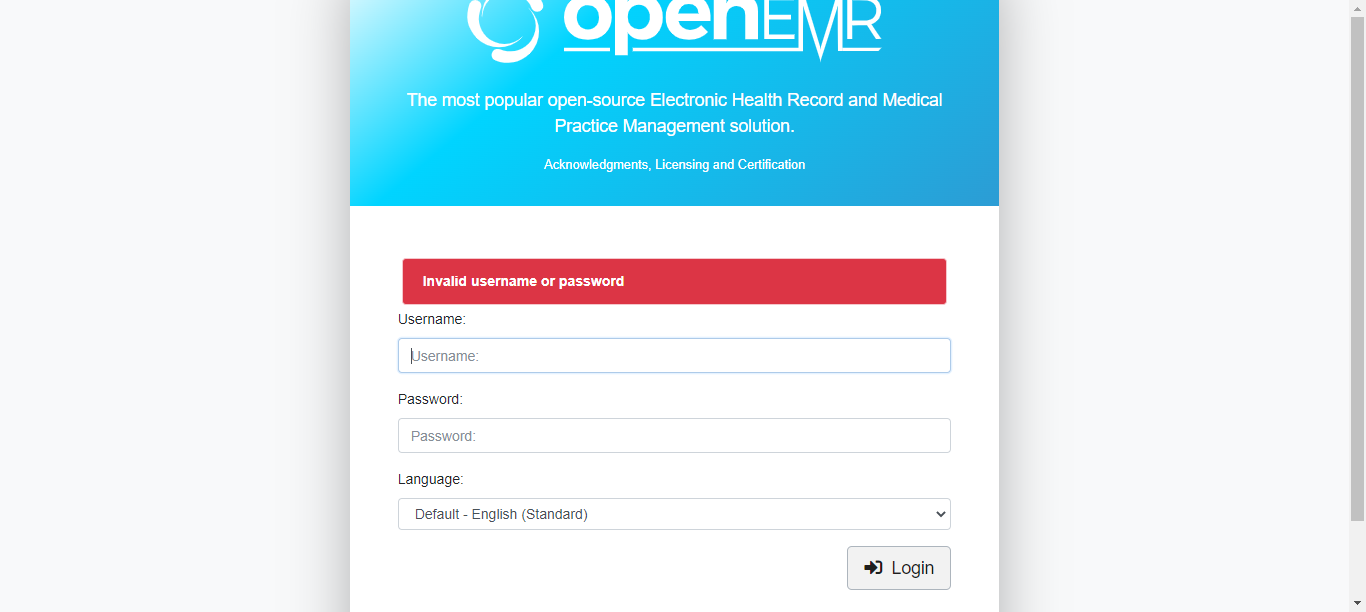 openEMR
The most popular open-source Electronic Health Record and Medical
Practice Management solution.
Acknowledgments, Licensing and Certification
Invalid username or password
Username:
Username:
Password:
Password:
Language:
Default - English (Standard)
Login